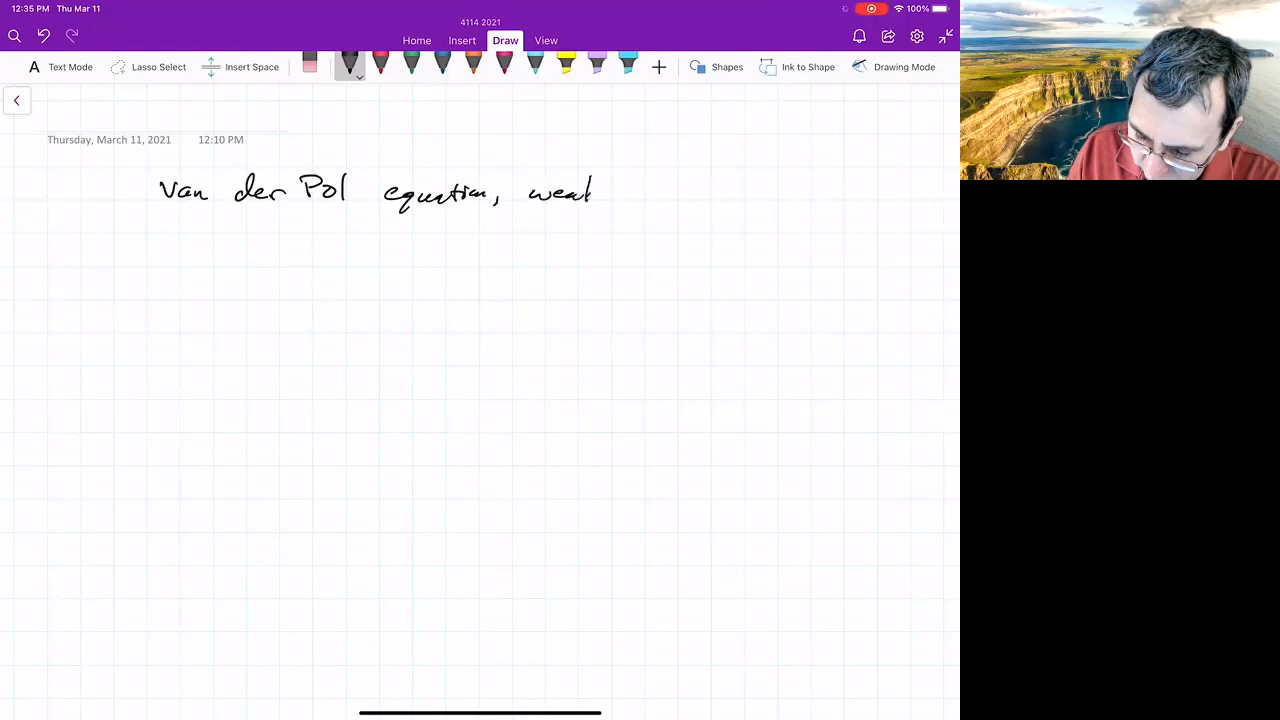 12:35 PM Thu Mar 11
100%
4114 2021
Home Insert Draw View
A Text Mode Lasso Select Insert Space Shapes Ink to Shape Drawing Mode
Thursday, March 11, 2021 12:10 PM
Van der Pol equation, weak